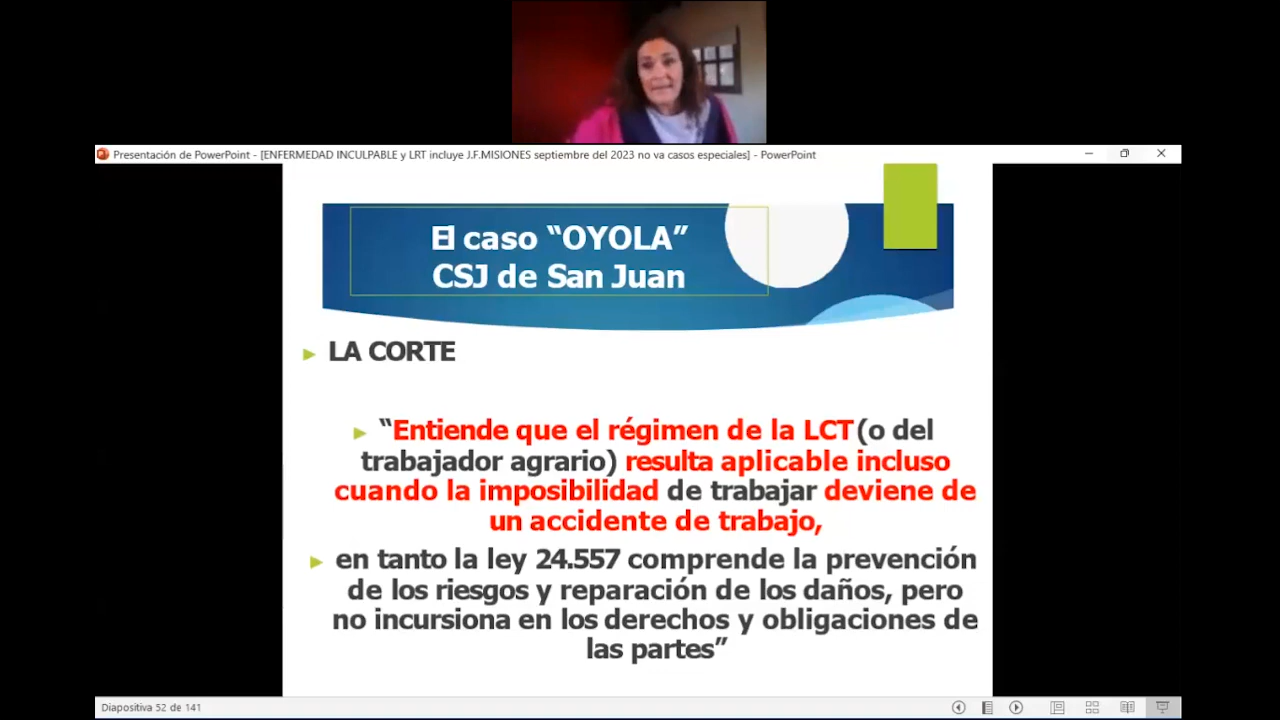 Presentación de PowerPoint - [ENFERMEDAD INCULPABLE y LRT incluye J.F.MISIONES septiembre del 2023 no va casos especiales] - PowerPoint
El caso “OYOLA”
CSJ de San Juan
LA CORTE
“Entiende que el régimen de la LCT(o del
trabajador agrario) resulta aplicable incluso
cuando la imposibilidad de trabajar deviene de
un accidente de trabajo,
en tanto la ley 24.557 comprende la prevención
de los riesgos y reparación de los daños, pero
no incursiona en los derechos y obligaciones de
las partes”
Diapositiva 52 de 141